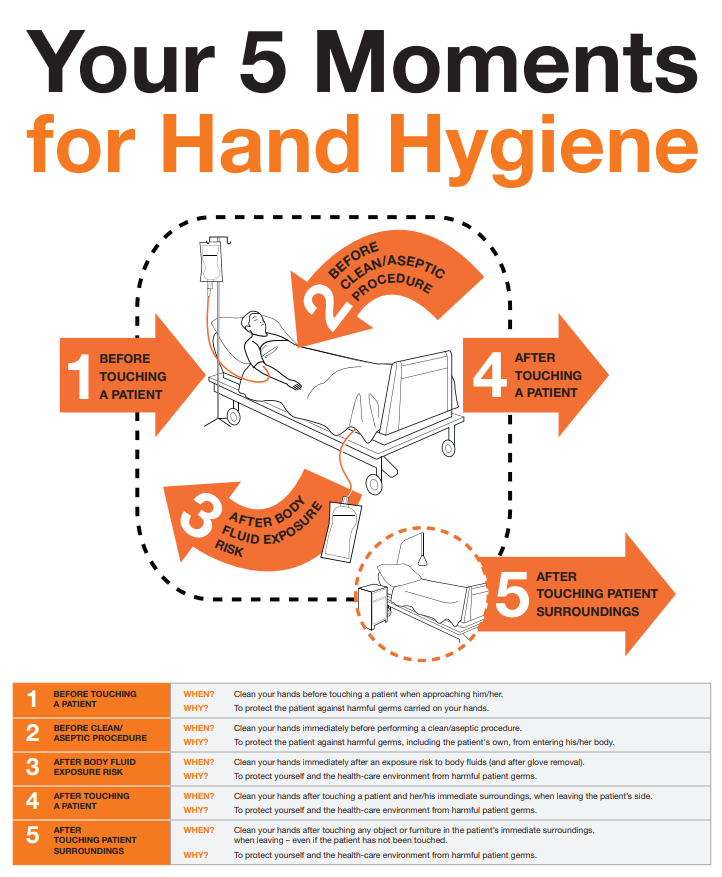 Your 5 Moments
for Hand Hygiene
1
BEFORE
TOUCHING
A PATIENT
2
BEFORE
CLEAN/ASEPTIC
PROCEDURE
3
AFTER BODY
FLUID EXPOSURE
RISK
4
AFTER
TOUCHING
A PATIENT
5
AFTER
TOUCHING PATIENT
SURROUNDINGS
1
BEFORE TOUCHING
A PATIENT
WHEN? Clean your hands before touching a patient when approaching him/her.
WHY? To protect the patient against harmful germs carried on your hands.
2
BEFORE CLEAN/
ASEPTIC PROCEDURE
WHEN? Clean your hands immediately before performing a clean/aseptic procedure.
WHY? To protect the patient against harmful germs, including the patient's own, from entering his/her body.
3
AFTER BODY FLUID
EXPOSURE RISK
WHEN? Clean your hands immediately after an exposure risk to body fluids (and after glove removal).
WHY? To protect yourself and the health-care environment from harmful patient germs.
4
AFTER TOUCHING
A PATIENT
WHEN? Clean your hands after touching a patient and her/his immediate surroundings, when leaving the patient's side.
WHY? To protect yourself and the health-care environment from harmful patient germs.
5
AFTER
TOUCHING PATIENT
SURROUNDINGS
WHEN? Clean your hands after touching any object or furniture in the patient's immediate surroundings,
when leaving – even if the patient has not been touched.
WHY? To protect yourself and the health-care environment from harmful patient germs.